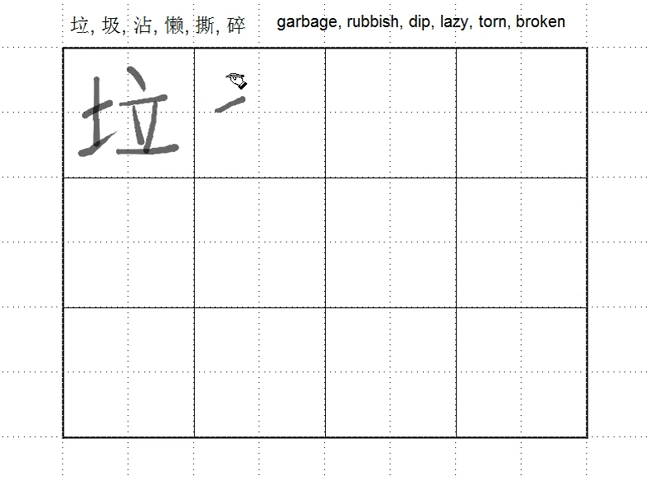 垃, 圾, 沾, 懒, 撕, 碎 garbage, rubbish, dip, lazy, torn, broken
垃